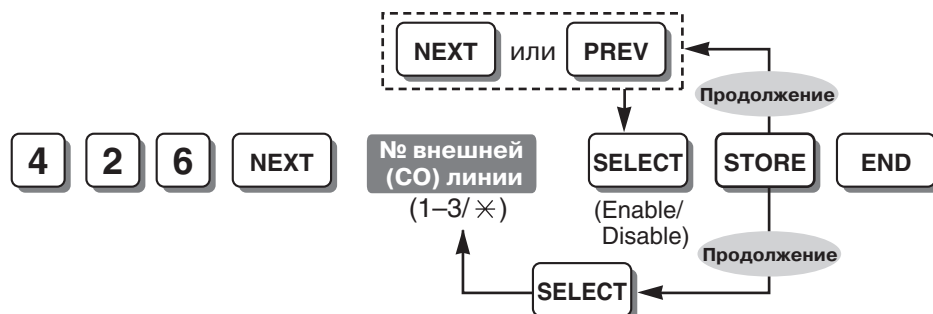 NEXT или PREV
Продолжение
4 2 6 NEXT № внешней (CO) линии SELECT STORE END
(1–3/✳)
(Enable/
Disable)
Продолжение
SELECT